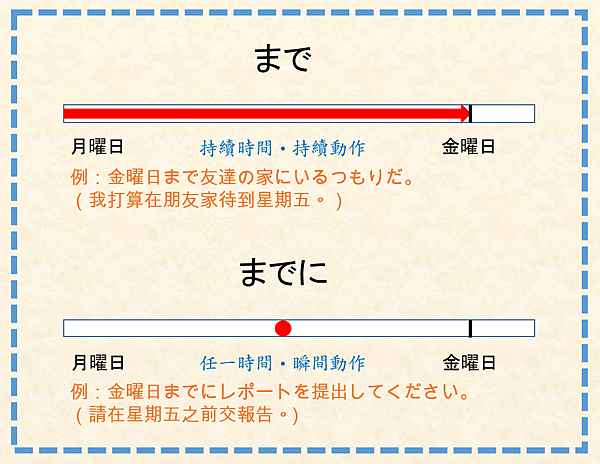 まで
月曜日 持續時間・持續動作 金曜日
例：金曜日まで友達の家にいるつもりだ。
（我打算在朋友家待到星期五。）
までに
月曜日 任一時間・瞬間動作 金曜日
例：金曜日までにレポートを提出してください。
（請在星期五之前交報告。)